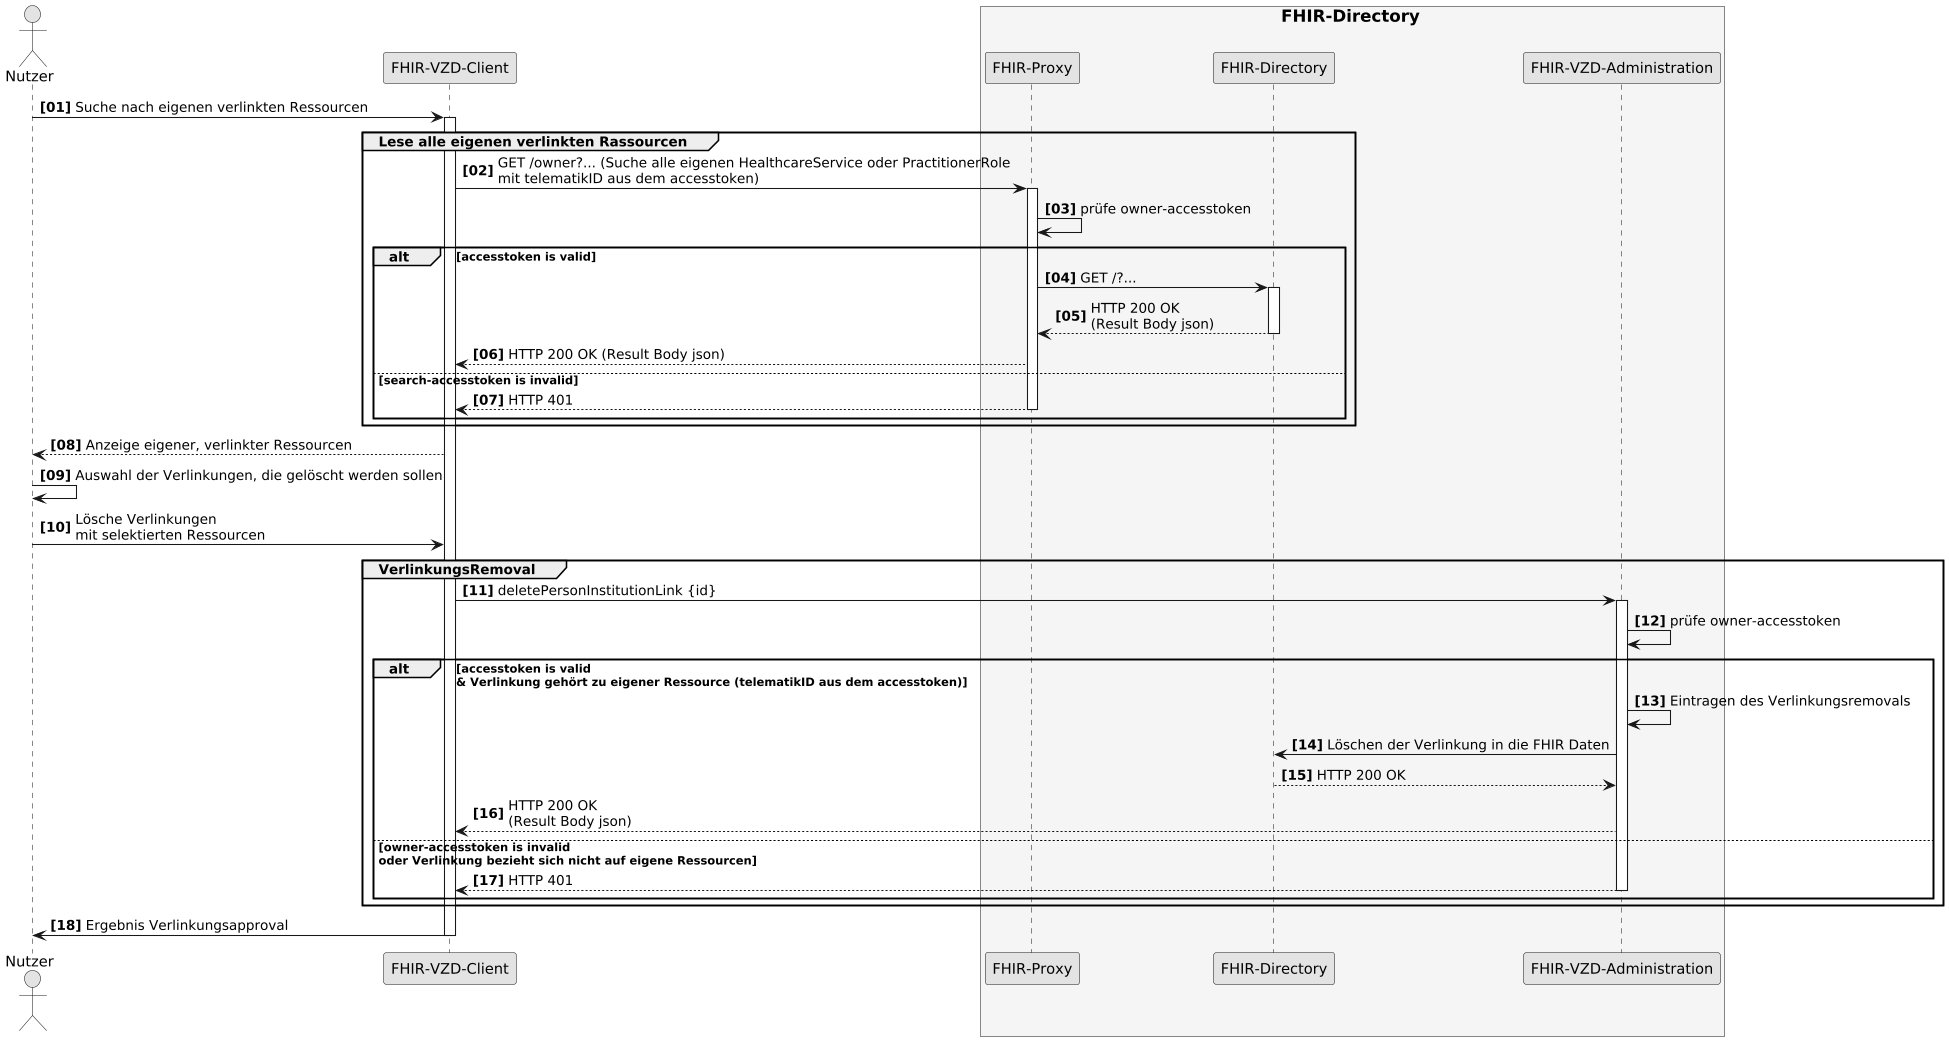 FHIR-Directory
Nutzer
FHIR-VZD-Client
FHIR-Proxy
FHIR-Directory
FHIR-VZD-Administration
[01] Suche nach eigenen verlinkten Ressourcen
Lese alle eigenen verlinkten Rassourcen
[02] GET /owner?... (Suche alle eigenen HealthcareService oder PractitionerRole
mit telematikID aus dem accesstoken)
[03] prüfe owner-accesstoken
alt [accesstoken is valid]
[04] GET /?...
[05] HTTP 200 OK
(Result Body json)
[06] HTTP 200 OK (Result Body json)
[search-accesstoken is invalid]
[07] HTTP 401
[08] Anzeige eigener, verlinkter Ressourcen
[09] Auswahl der Verlinkungen, die gelöscht werden sollen
[10] Lösche Verlinkungen
mit selektierten Ressourcen
VerlinkungsRemoval
[11] deletePersonInstitutionLink {id}
[12] prüfe owner-accesstoken
alt [accesstoken is valid
& Verlinkung gehört zu eigener Ressource (telematikID aus dem accesstoken)]
[13] Eintragen des Verlinkungsremovals
[14] Löschen der Verlinkung in die FHIR Daten
[15] HTTP 200 OK
[16] HTTP 200 OK
(Result Body json)
[owner-accesstoken is invalid
oder Verlinkung bezieht sich nicht auf eigene Ressourcen]
[17] HTTP 401
[18] Ergebnis Verlinkungsapproval
Nutzer
FHIR-VZD-Client
FHIR-Proxy
FHIR-Directory
FHIR-VZD-Administration